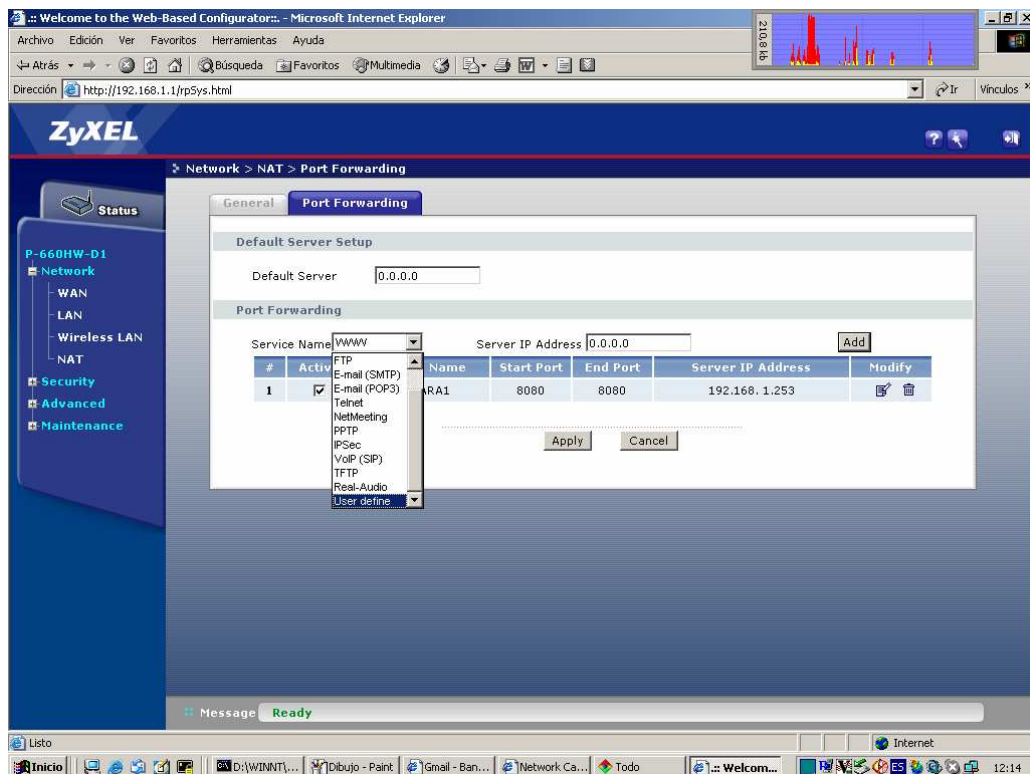 .:: Welcome to the Web-Based Configurator::. - Microsoft Internet Explorer
210,8 kb
Archivo Edición Ver Favoritos Herramientas Ayuda
Atrás Búsqueda Favoritos Multimedia
Dirección http://192.168.1.1/rpSys.html Ir Vínculos
ZyXEL
Network > NAT > Port Forwarding
Status
General Port Forwarding
P-660HW-D1
Network
WAN
LAN
Wireless LAN
NAT
Security
Advanced
Maintenance
Default Server Setup
Default Server 0.0.0.0
Port Forwarding
Service Name WWW Server IP Address 0.0.0.0 Add
# Activ Name Start Port End Port Server IP Address Modify
1 RA1 8080 8080 192.168. 1.253
FTP
E-mail (SMTP)
E-mail (POP3)
Telnet
NetMeeting
PPTP
IPSec
VoIP (SIP)
TFTP
Real-Audio
User define
Apply Cancel
Message Ready
Listo Internet
Inicio D:\WINNT\... Dibujo - Paint Gmail - Ban... Network Ca... Todo .:: Welcom... ES 12:14